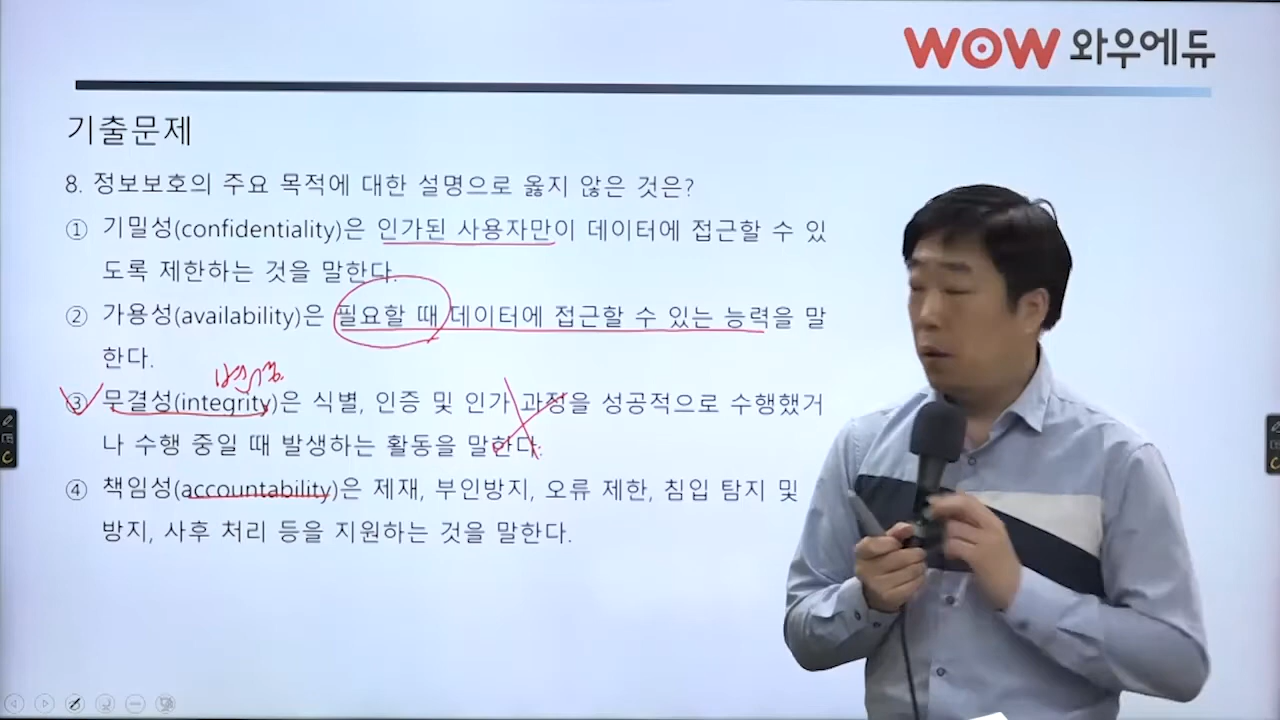 WOW 와우에듀
기출문제
8. 정보보호의 주요 목적에 대한 설명으로 옳지 않은 것은?
① 기밀성(confidentiality)은 인가된 사용자만이 데이터에 접근할 수 있
도록 제한하는 것을 말한다.
② 가용성(availability)은 필요할 때 데이터에 접근할 수 있는 능력을 말
한다.
③ 무결성(integrity)은 식별, 인증 및 인가 과정을 성공적으로 수행했거
나 수행 중일 때 발생하는 활동을 말한다.
④ 책임성(accountability)은 제재, 부인방지, 오류 제한, 침입 탐지 및
방지, 사후 처리 등을 지원하는 것을 말한다.